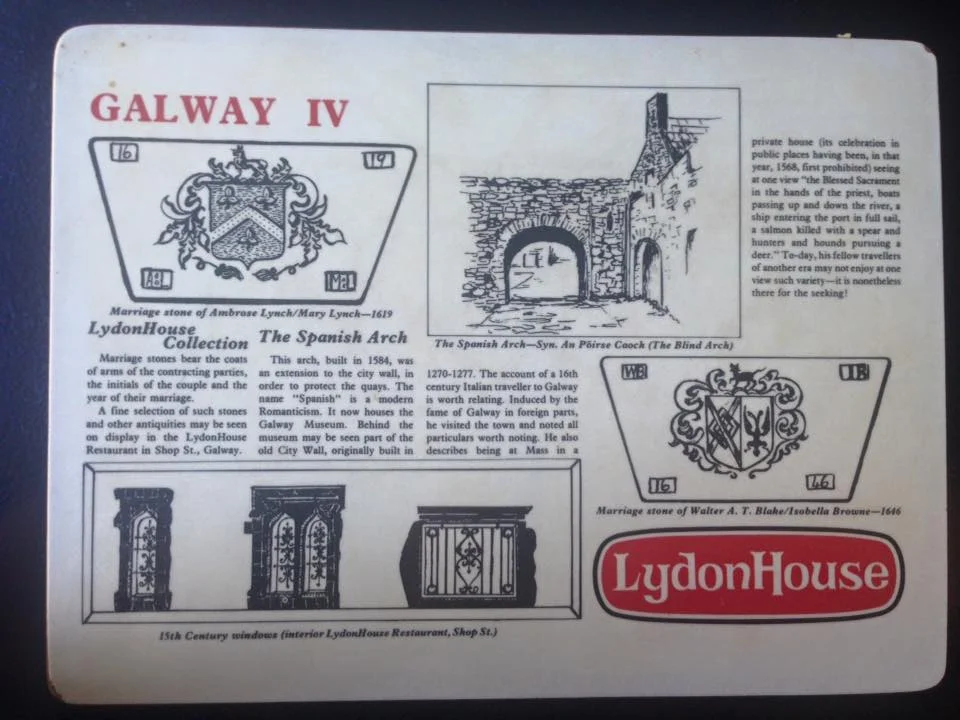 GALWAY IV
16
19
A&L
M&L
Marriage stone of Ambrose Lynch/Mary Lynch—1619
LydonHouse
Collection
Marriage stones bear the coats
of arms of the contracting parties,
the initials of the couple and the
year of their marriage.
A fine selection of such stones
and other antiquities may be seen
on display in the LydonHouse
Restaurant in Shop St., Galway.
The Spanish Arch
This arch, built in 1584, was
an extension to the city wall, in
order to protect the quays. The
name "Spanish" is a modern
Romanticism. It now houses the
Galway Museum. Behind the
museum may be seen part of the
old City Wall, originally built in
The Spanish Arch—Syn. An Póirse Caoch (The Blind Arch)
1270-1277. The account of a 16th
century Italian traveller to Galway
is worth relating. Induced by the
fame of Galway in foreign parts,
he visited the town and noted all
particulars worth noting. He also
describes being at Mass in a
private house (its celebration in
public places having been, in that
year, 1568, first prohibited) seeing
at one view "the Blessed Sacrament
in the hands of the priest, boats
passing up and down the river, a
ship entering the port in full sail,
a salmon killed with a spear and
hunters and hounds pursuing a
deer." To-day, his fellow travellers
of another era may not enjoy at one
view such variety—it is nonetheless
there for the seeking!
WB
IB
16
46
Marriage stone of Walter A. T. Blake/Isobella Browne—1646
15th Century windows (interior LydonHouse Restaurant, Shop St.)
LydonHouse